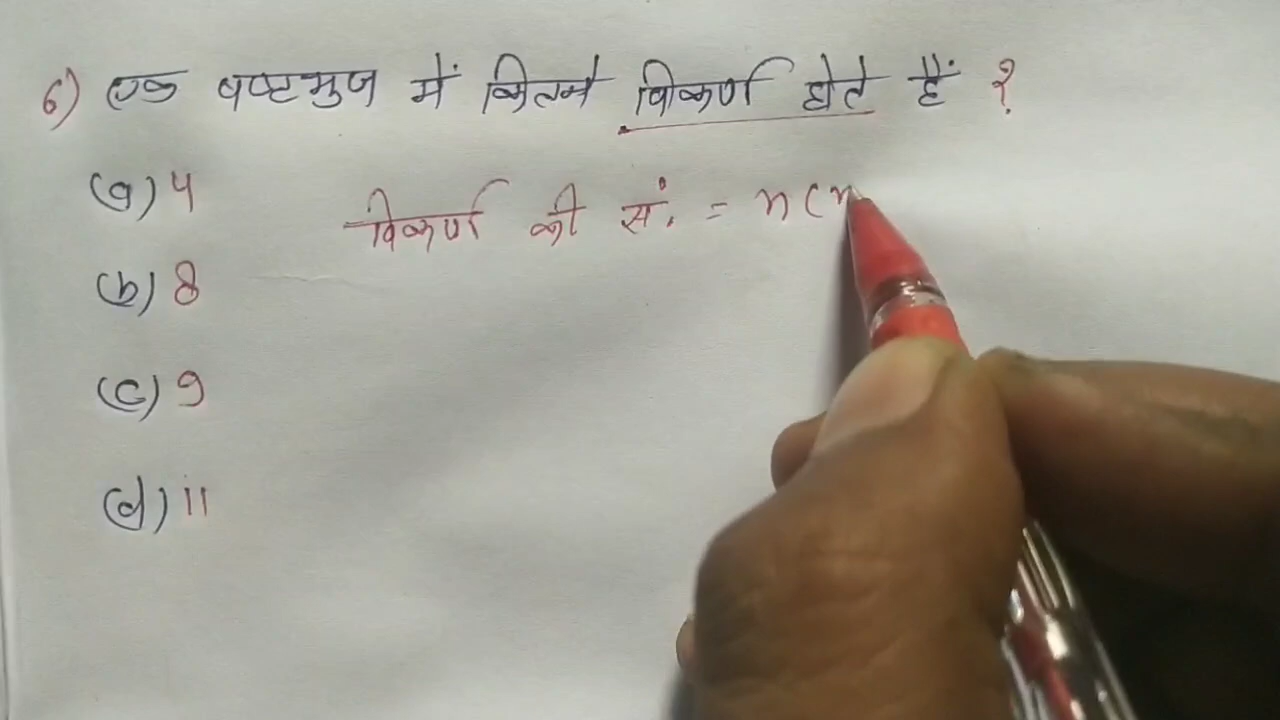 6) एक षष्टभुज में कितने विकर्ण होते हैं ?
(a) 4
विकर्ण की सं. = n(n
(b) 8
(c) 9
(d) 11